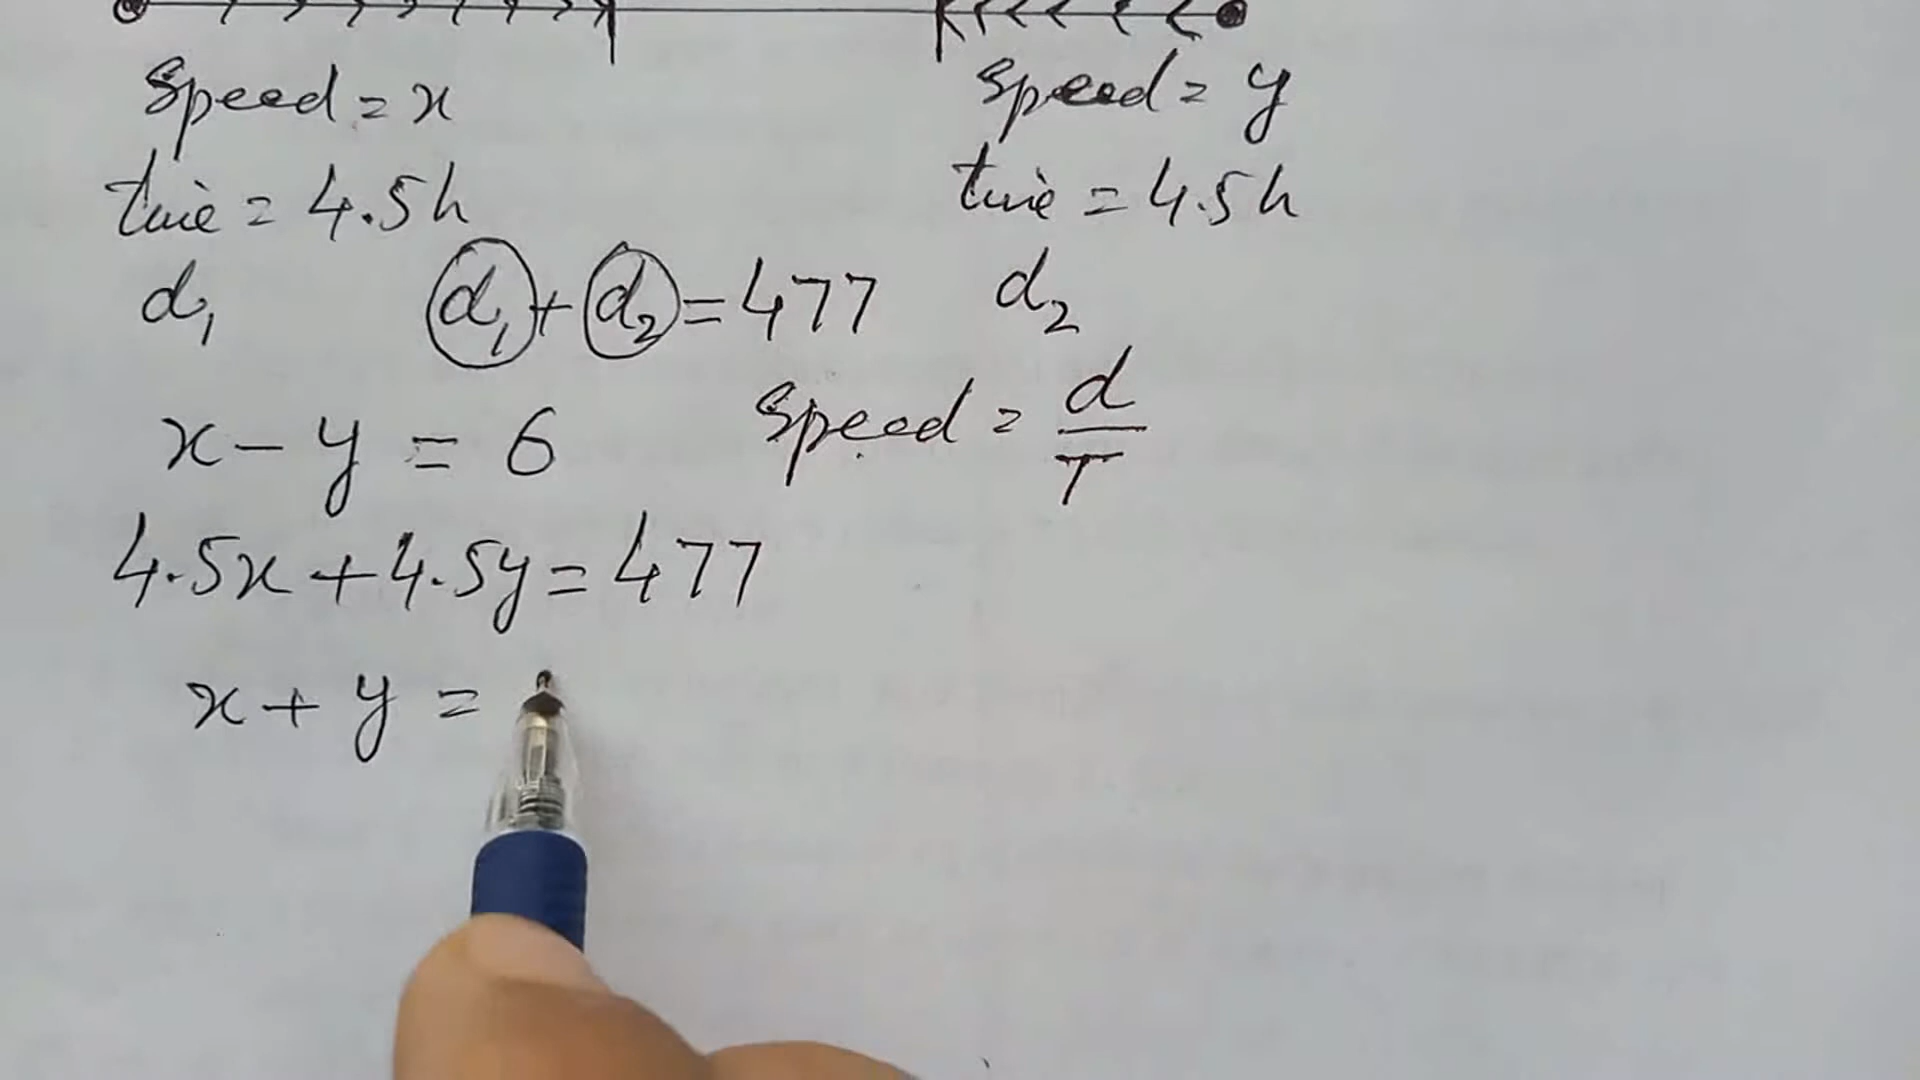 Speed = x
Speed = y
time = 4.5h
time = 4.5h
d₁
d₁ + d₂ = 477
d₂
x - y = 6
Speed = d/T
4.5x + 4.5y = 477
x + y =